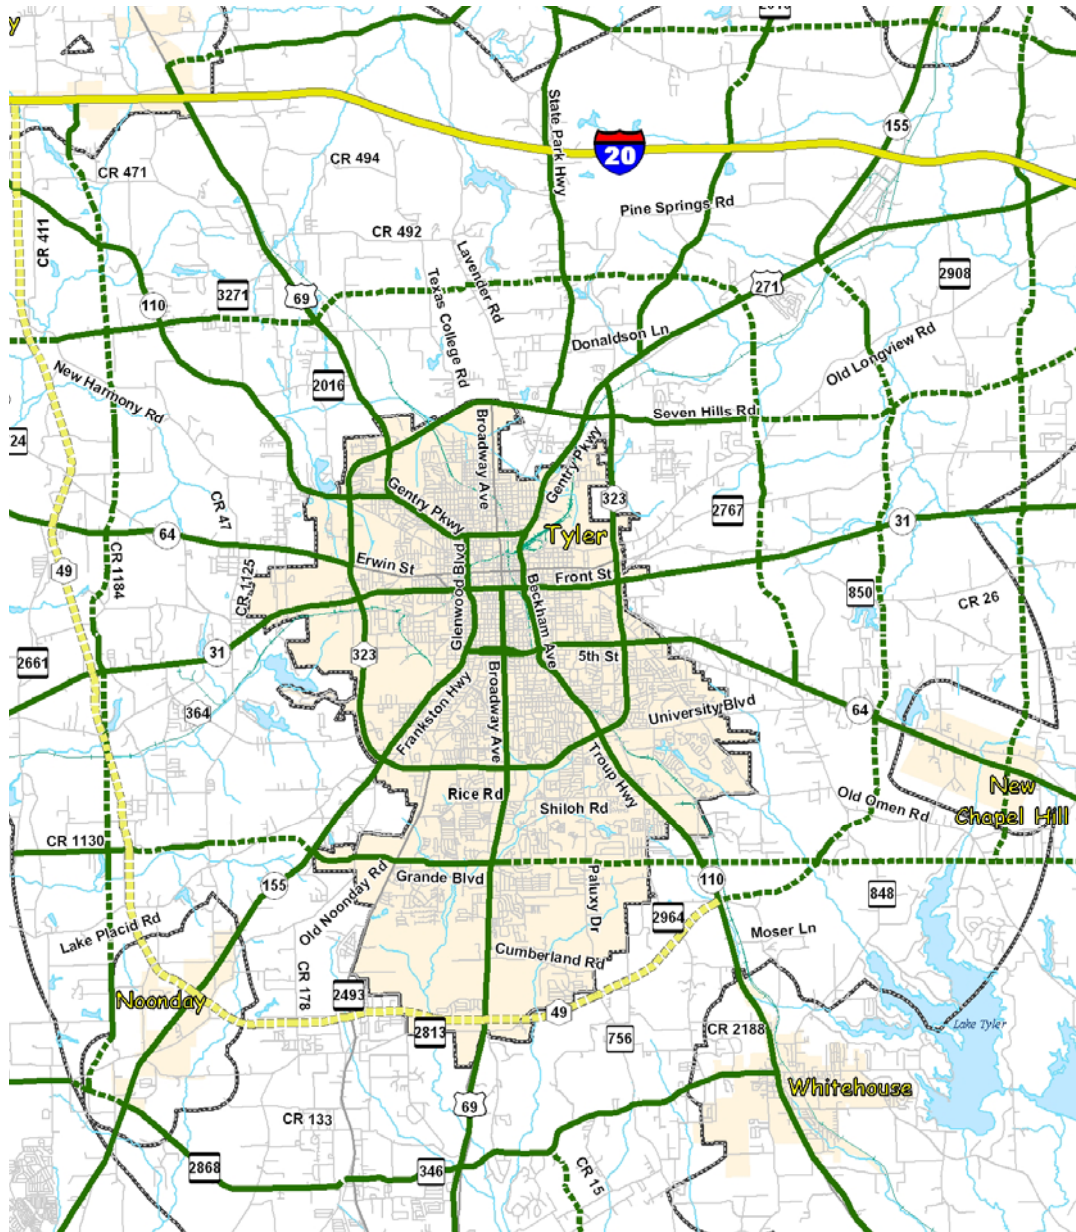 y
155
20
State Park Hwy
CR 494
CR 471
Pine Springs Rd
CR 411
CR 492
Lavender Rd
2908
271
3271
69
110
Texas College Rd
Donaldson Ln
Old Longview Rd
New Harmony Rd
2016
Broadway Ave
Seven Hills Rd
24
Gentry Pkwy
Gentry Pkwy
CR 47
323
2767
31
64
Tyler
Erwin St
Glenwood Blvd
Front St
49
CR 1184
CR 1125
Beckham Ave
850
CR 26
31
323
2661
5th St
364
Frankston Hwy
Broadway Ave
University Blvd
64
Troup Hwy
Rice Rd
Shiloh Rd
Old Omen Rd
New
Chapel Hill
CR 1130
155
Old Noonday Rd
Grande Blvd
Paluxy Dr
110
848
2964
Lake Placid Rd
Moser Ln
Cumberland Rd
CR 178
2493
Noonday
49
2813
756
CR 2188
Lake Tyler
Whitehouse
69
CR 133
2868
346
CR 15